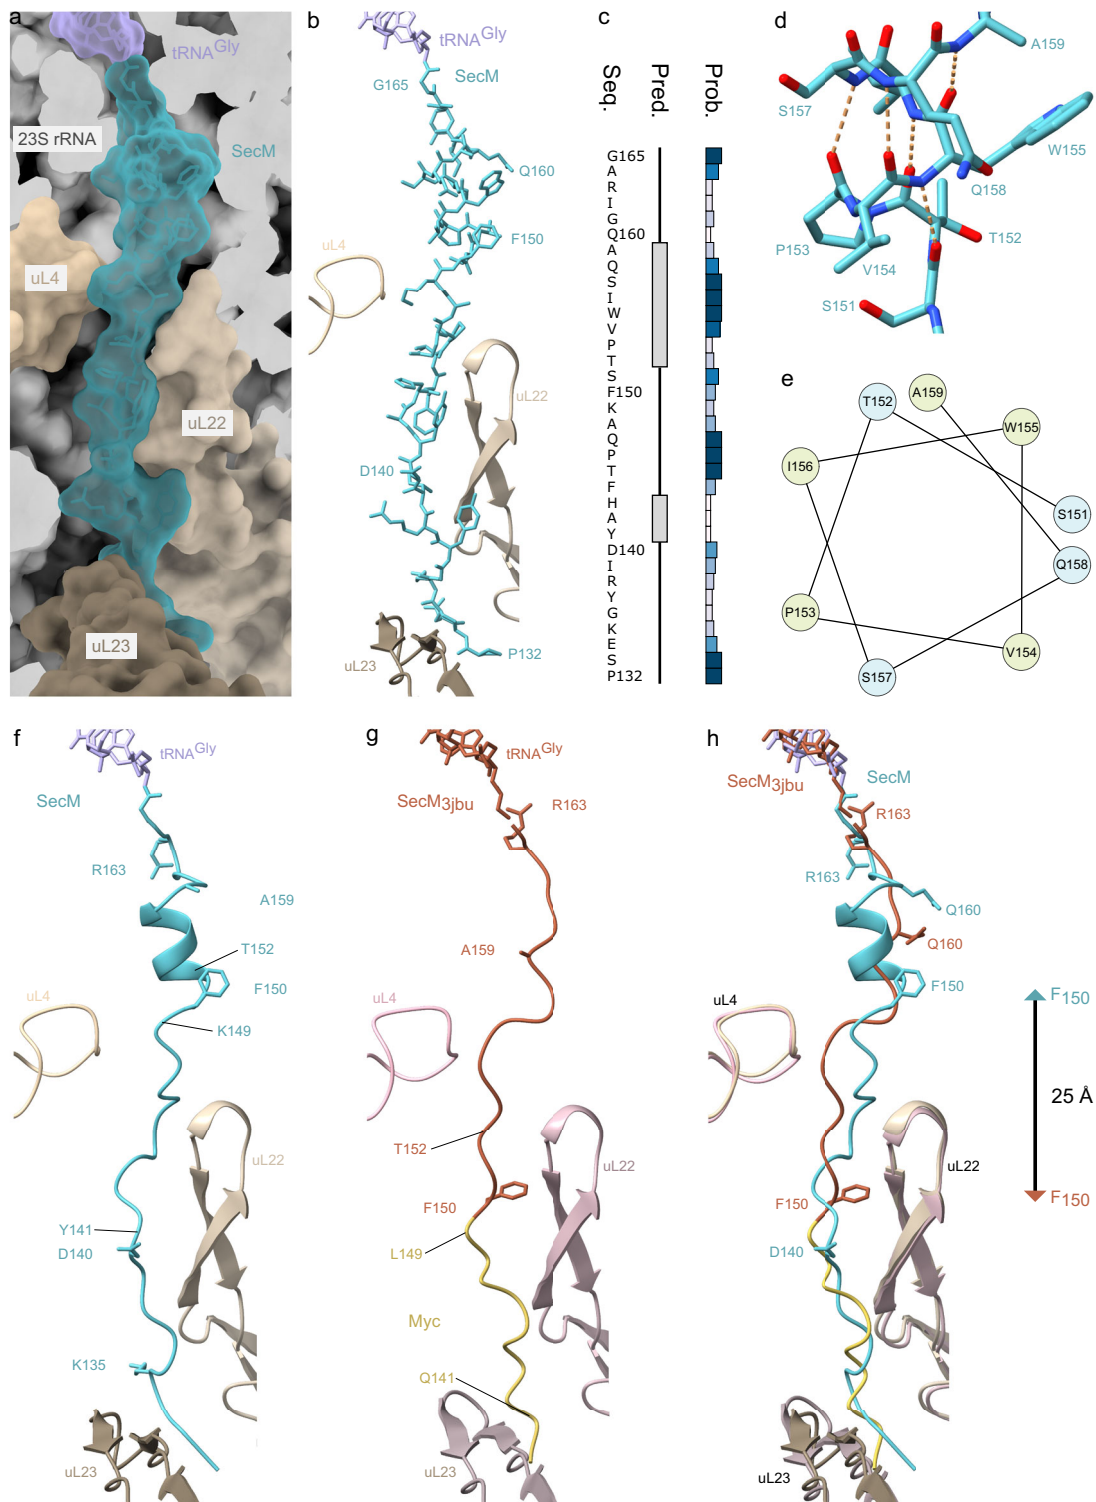 a
tRNAGly
23S rRNA
SecM
uL4
uL22
uL23
b
tRNAGly
SecM
G165
Q160
F150
uL4
uL22
D140
uL23
P132
c
Seq.
Pred.
Prob.
G165
A
R
I
G
Q160
A
Q
S
I
W
V
P
T
S
F150
K
A
Q
P
T
F
H
A
Y
D140
I
R
Y
G
K
E
S
P132
d
A159
S157
W155
Q158
T152
P153
V154
S151
e
A159
T152
W155
I156
S151
Q158
P153
V154
S157
f
tRNAGly
SecM
R163
A159
T152
F150
K149
uL4
uL22
Y141
D140
K135
uL23
g
tRNAGly
SecM3jbu
R163
A159
uL4
T152
uL22
F150
L149
Myc
Q141
uL23
h
SecM
SecM3jbu
R163
R163
Q160
Q160
F150
F150
uL4
25 Å
uL22
F150
F150
D140
uL23